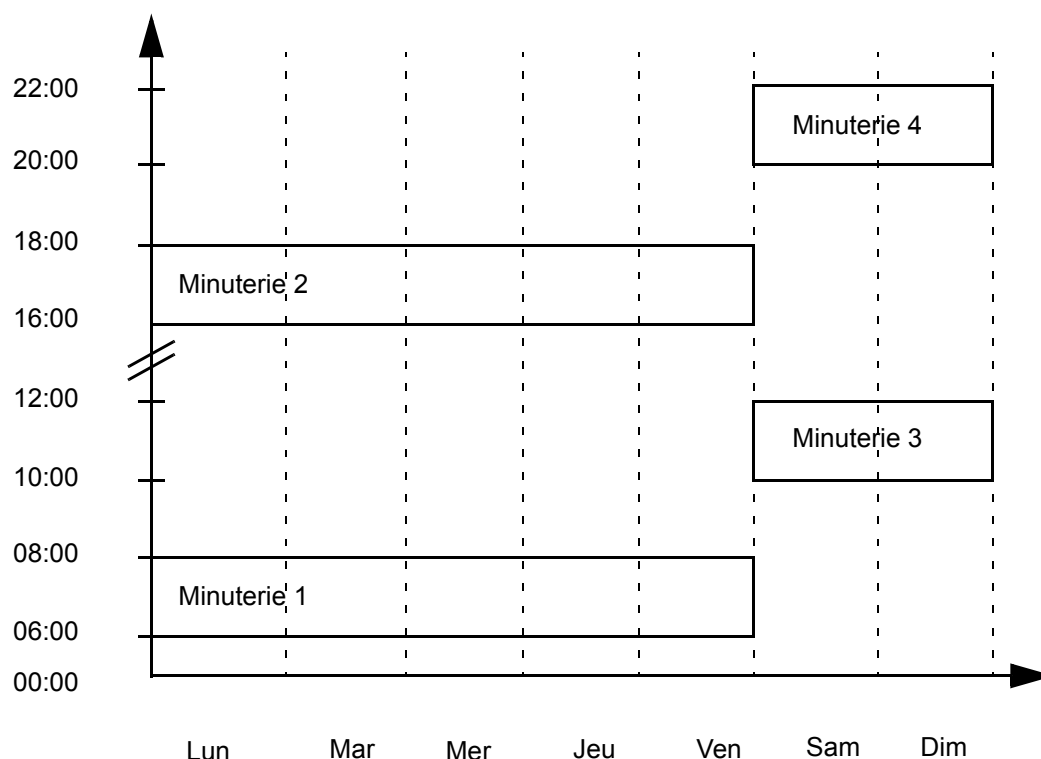 22:00
Minuterie 4
20:00
18:00
Minuterie 2
16:00
12:00
Minuterie 3
10:00
08:00
Minuterie 1
06:00
00:00
Lun Mar Mer Jeu Ven Sam Dim